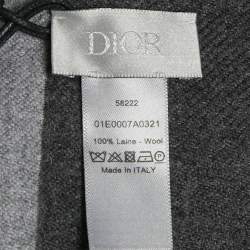 DIOR
58222
01E0007A0321
100% Laine - Wool
Made In ITALY